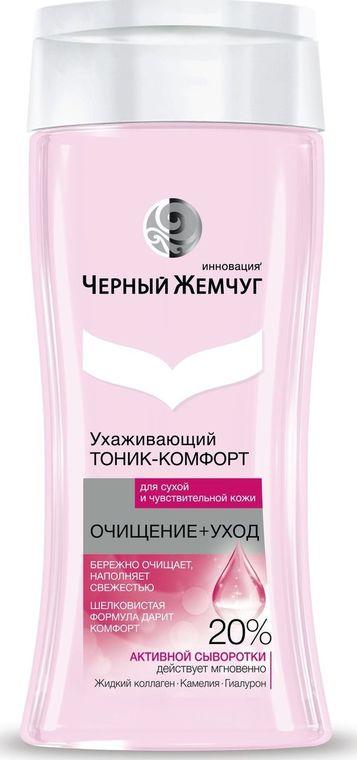 инновация'
ЧЕРНЫЙ ЖЕМЧУГ
Ухаживающий
ТОНИК-КОМФОРТ
для сухой
и чувствительной кожи
ОЧИЩЕНИЕ+УХОД
БЕРЕЖНО ОЧИЩАЕТ,
НАПОЛНЯЕТ
СВЕЖЕСТЬЮ
ШЕЛКОВИСТАЯ
ФОРМУЛА ДАРИТ
КОМФОРТ
20%
АКТИВНОЙ СЫВОРОТКИ
действует мгновенно
Жидкий коллаген · Камелия · Гиалурон